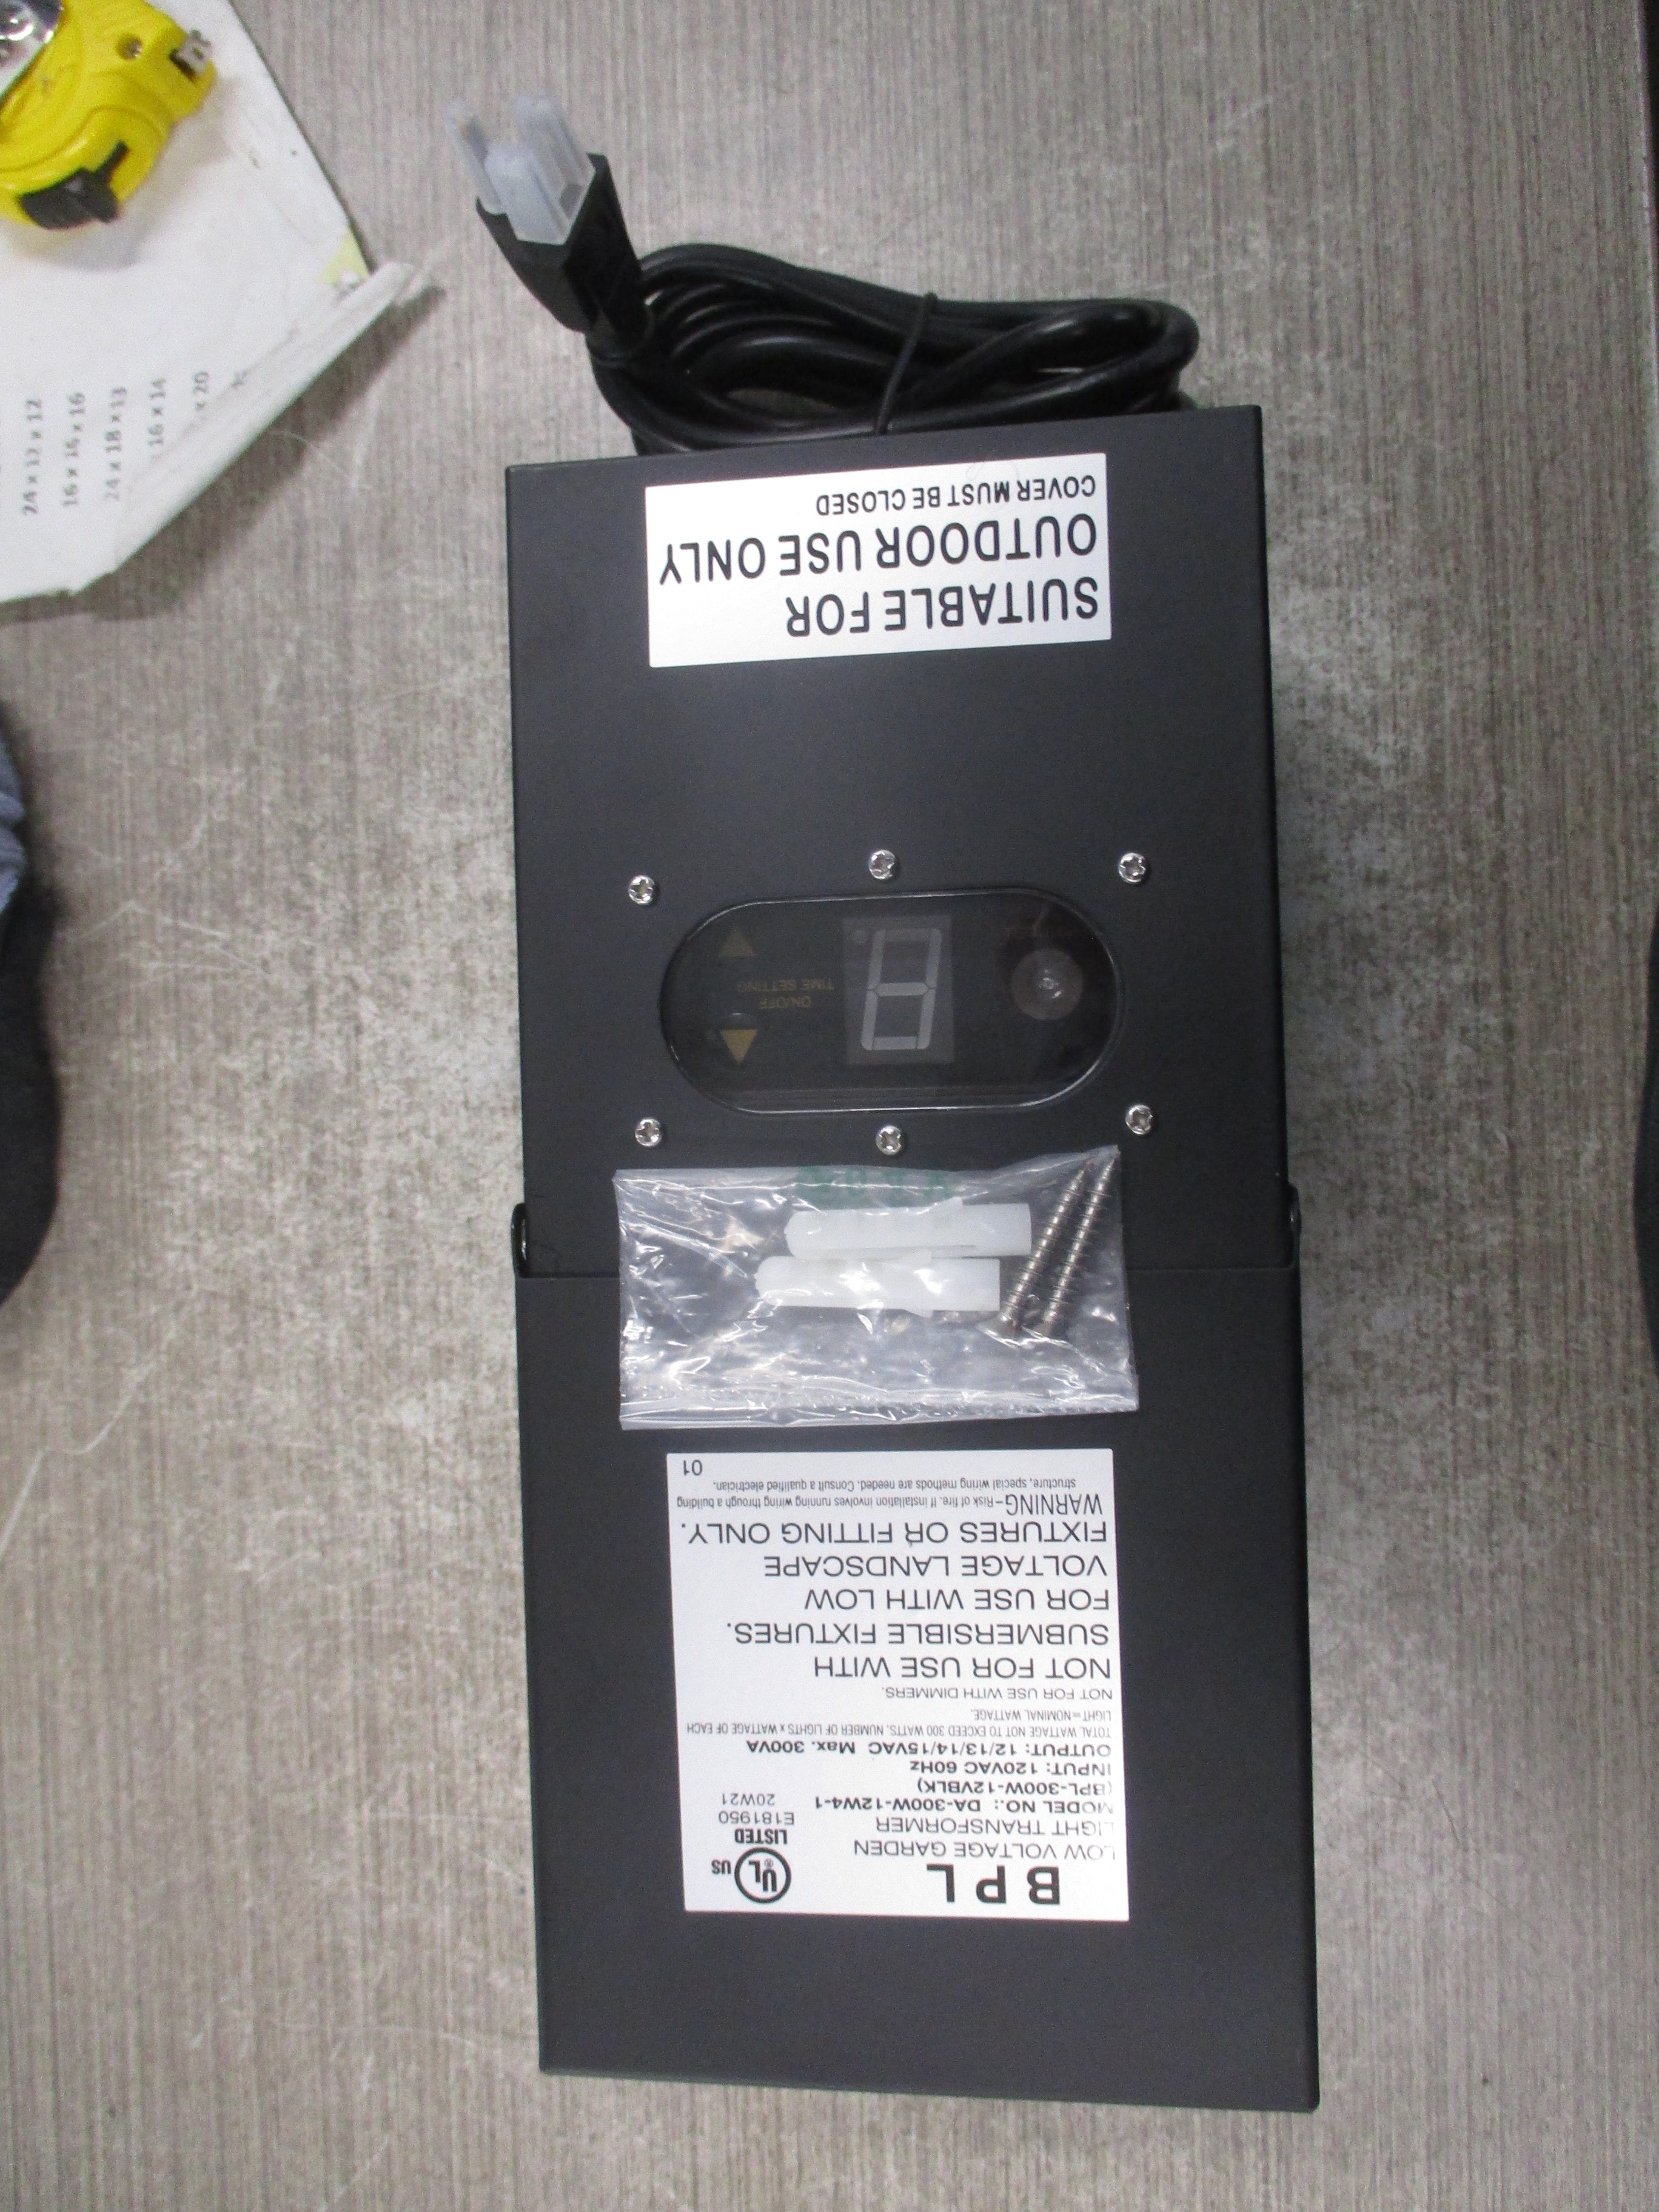 BPL
LOW VOLTAGE GARDEN
LIGHT TRANSFORMER
MODEL NO.: DA-300W-12W4-1
(BPL-300W-12VBLK)
INPUT: 120VAC 60Hz
OUTPUT: 12/13/14/15VAC Max. 300VA
TOTAL WATTAGE NOT TO EXCEED 300 WATTS. NUMBER OF LIGHTS x WATTAGE OF EACH
LIGHT=NOMINAL WATTAGE.
NOT FOR USE WITH DIMMERS.
NOT FOR USE WITH
SUBMERSIBLE FIXTURES.
FOR USE WITH LOW
VOLTAGE LANDSCAPE
FIXTURES OR FITTING ONLY.
WARNING-Risk of fire. If installation involves running wiring through a building
structure, special wiring methods are needed. Consult a qualified electrician.
01
UL® US
LISTED
E181950
20W21
ON/OFF
TIME SETTING
8
SUITABLE FOR
OUTDOOR USE ONLY
COVER MUST BE CLOSED
24 x 12 x 12
16 x 16 x 16
24 x 18 x 13
16 x 14
x 20